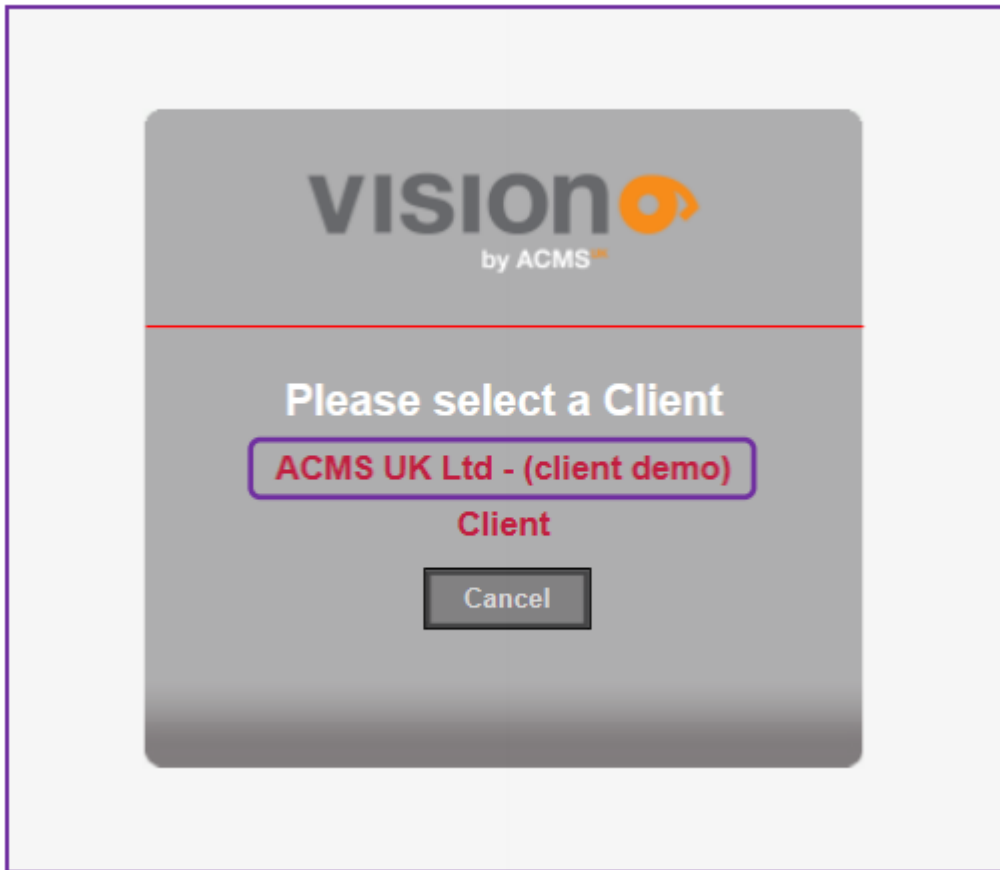 VISION
by ACMS
Please select a Client
ACMS UK Ltd - (client demo)
Client
Cancel